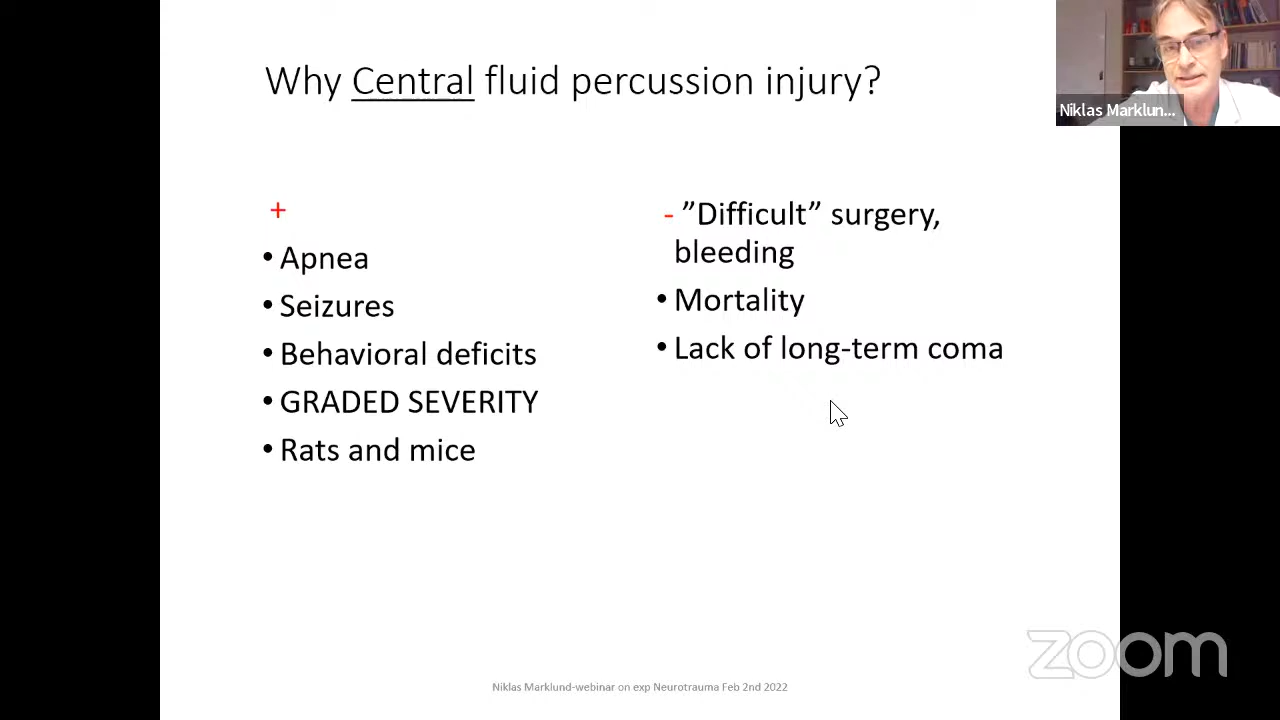 Why Central fluid percussion injury?
Niklas Marklun...
+
• Apnea
• Seizures
• Behavioral deficits
• GRADED SEVERITY
• Rats and mice
- ”Difficult” surgery,
bleeding
• Mortality
• Lack of long-term coma
zoom
Niklas Marklund-webinar on exp Neurotrauma Feb 2nd 2022